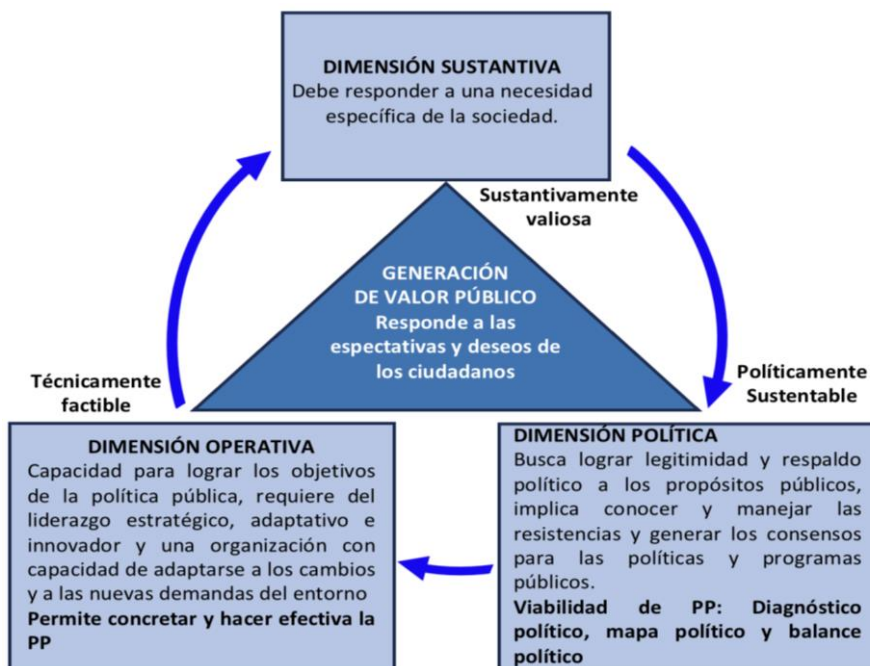 DIMENSIÓN SUSTANTIVA
Debe responder a una necesidad
específica de la sociedad.
Sustantivamente
valiosa
GENERACIÓN
DE VALOR PÚBLICO
Responde a las
espectativas y deseos de
los ciudadanos
Técnicamente
factible
Políticamente
Sustentable
DIMENSIÓN OPERATIVA
Capacidad para lograr los objetivos
de la política pública, requiere del
liderazgo estratégico, adaptativo e
innovador y una organización con
capacidad de adaptarse a los cambios
y a las nuevas demandas del entorno
Permite concretar y hacer efectiva la
PP
DIMENSIÓN POLÍTICA
Busca lograr legitimidad y respaldo
político a los propósitos públicos,
implica conocer y manejar las
resistencias y generar los consensos
para las políticas y programas
públicos.
Viabilidad de PP: Diagnóstico
político, mapa político y balance
político